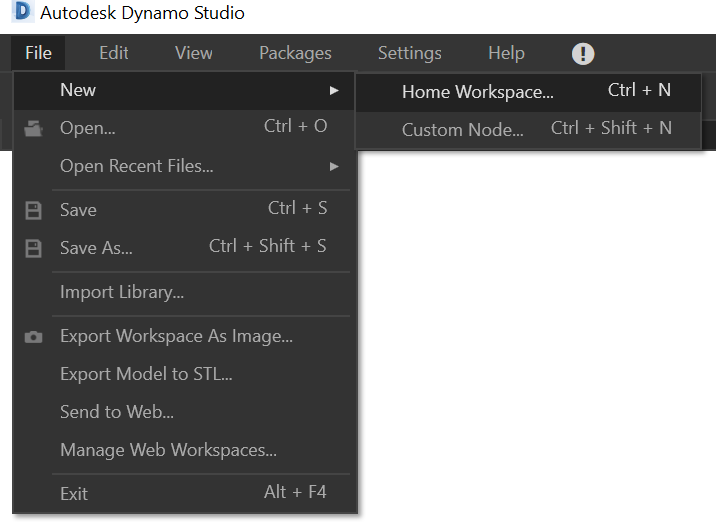 Autodesk Dynamo Studio
File Edit View Packages Settings Help
New
Home Workspace... Ctrl + N
Open... Ctrl + O
Custom Node... Ctrl + Shift + N
Open Recent Files...
Save Ctrl + S
Save As... Ctrl + Shift + S
Import Library...
Export Workspace As Image...
Export Model to STL...
Send to Web...
Manage Web Workspaces...
Exit Alt + F4